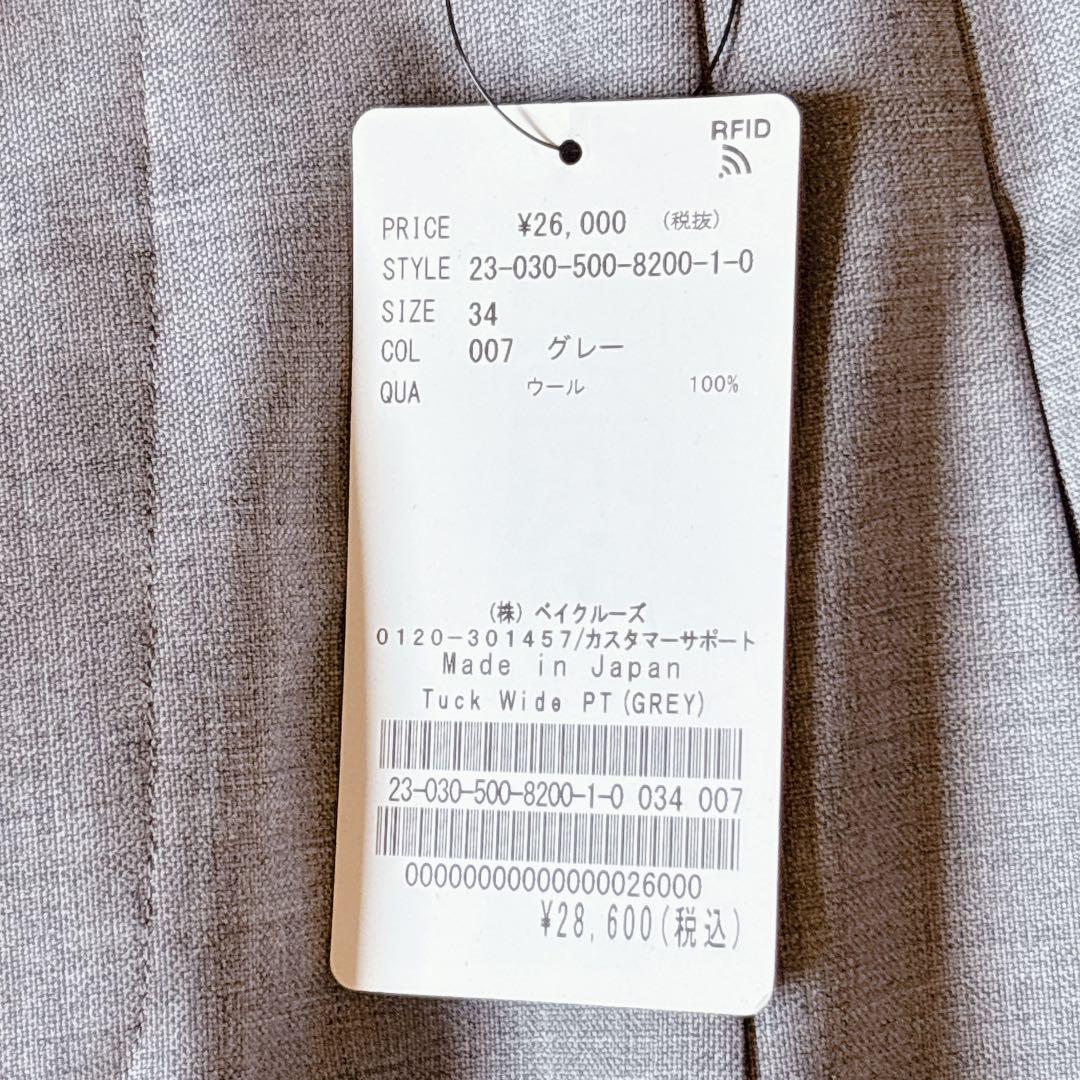 RFID
PRICE ¥26,000 (税抜)
STYLE 23-030-500-8200-1-0
SIZE 34
COL 007 グレー
QUA ウール 100%
(株)ベイクルーズ
0120-301457/カスタマーサポート
Made in Japan
Tuck Wide PT(GREY)
23-030-500-8200-1-0 034 007
00000000000000026000
¥28,600(税込)